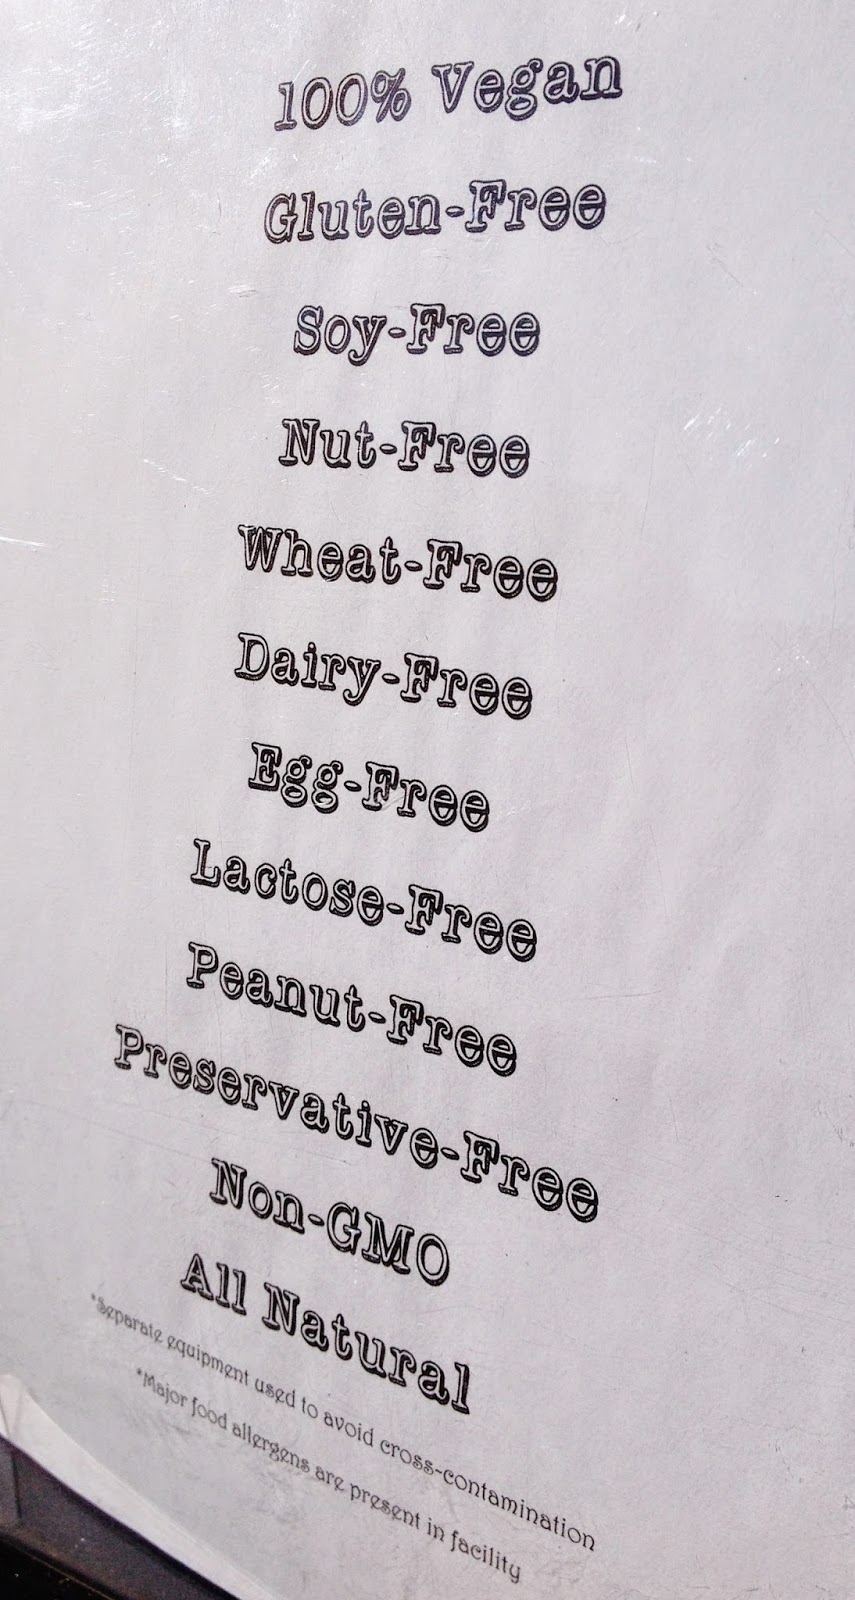 100% Vegan
Gluten-Free
Soy-Free
Nut-Free
Wheat-Free
Dairy-Free
Egg-Free
Lactose-Free
Peanut-Free
Preservative-Free
Non-GMO
All Natural
*Separate equipment used to avoid cross-contamination
*Major food allergens are present in facility